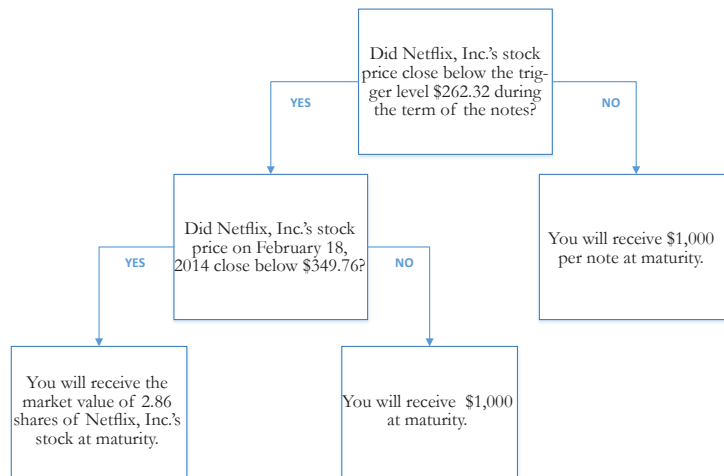 Did Netflix, Inc.'s stock
price close below the trig-
ger level $262.32 during
the term of the notes?
YES
NO
Did Netflix, Inc.'s stock
price on February 18,
2014 close below $349.76?
You will receive $1,000
per note at maturity.
YES
NO
You will receive the
market value of 2.86
shares of Netflix, Inc.'s
stock at maturity.
You will receive $1,000
at maturity.